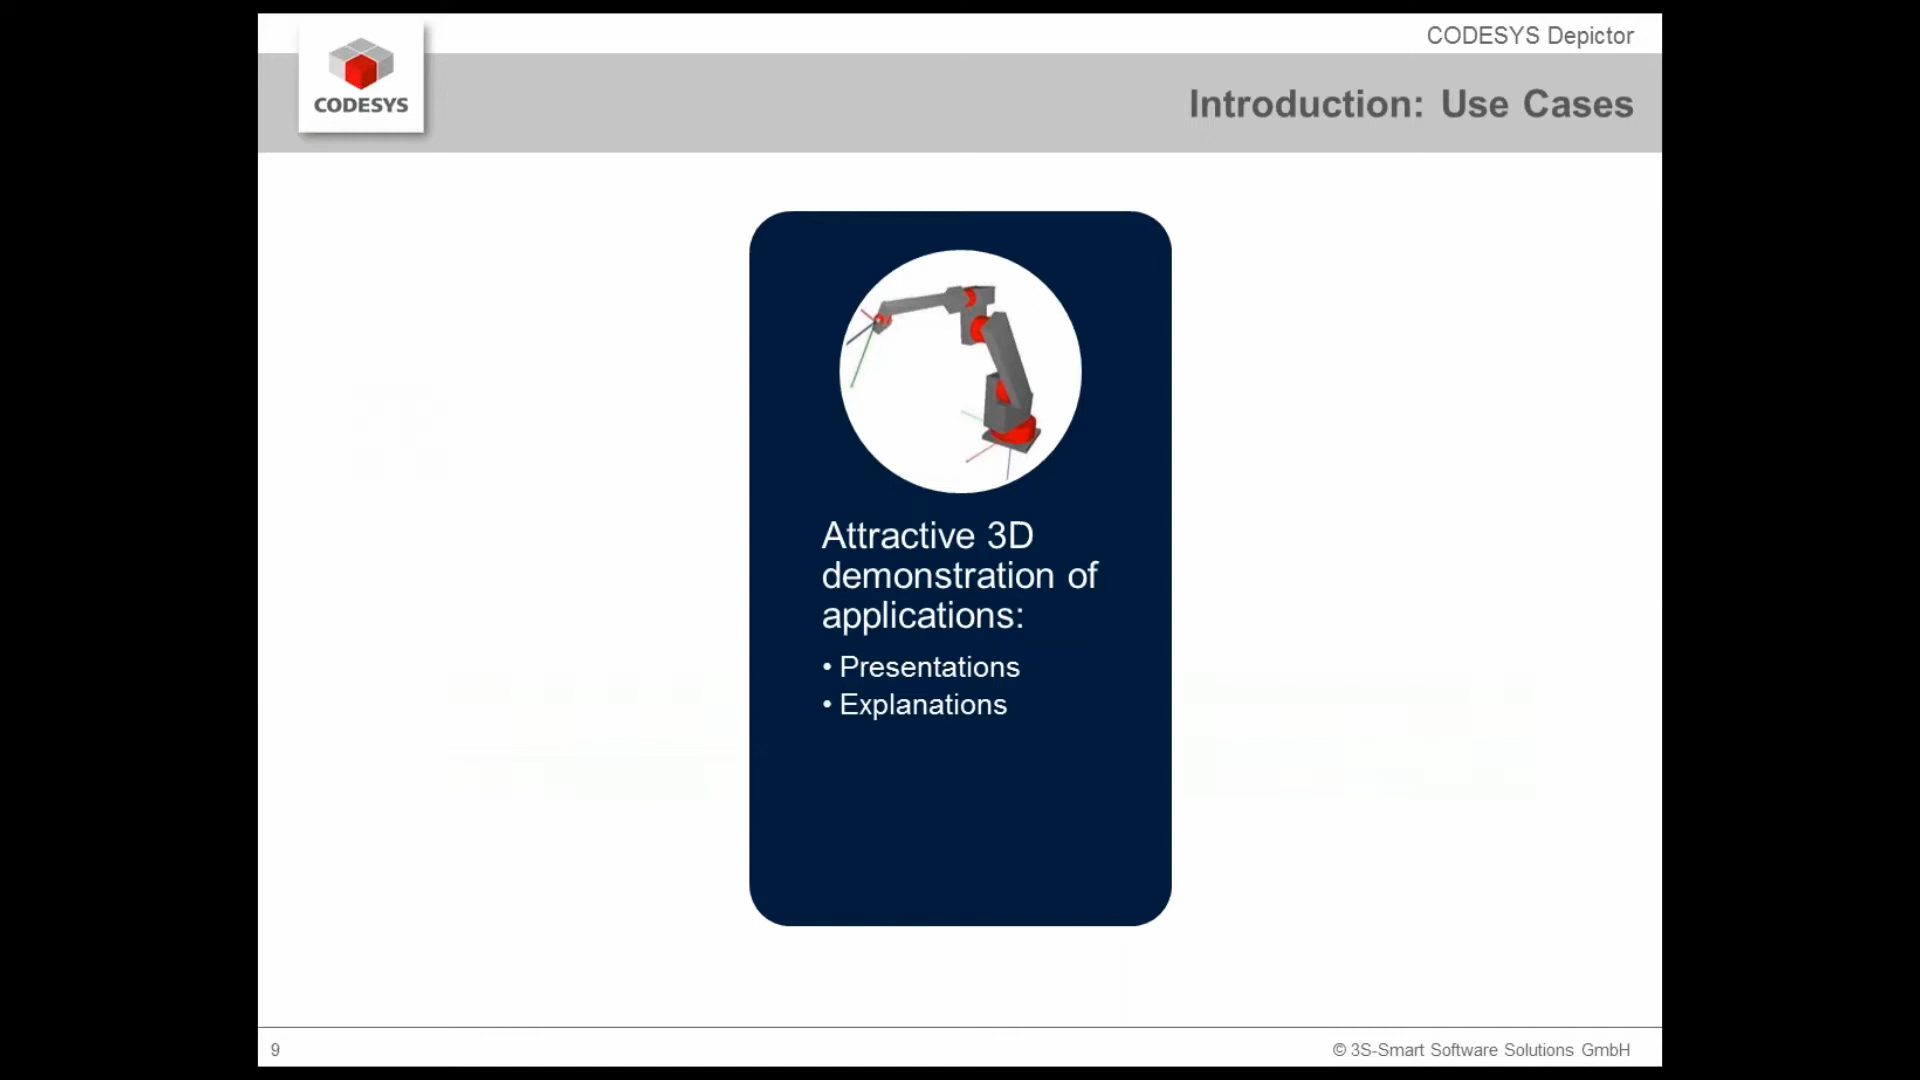 CODESYS Depictor
CODESYS
Introduction: Use Cases
Attractive 3D
demonstration of
applications:
• Presentations
• Explanations
9
© 3S-Smart Software Solutions GmbH